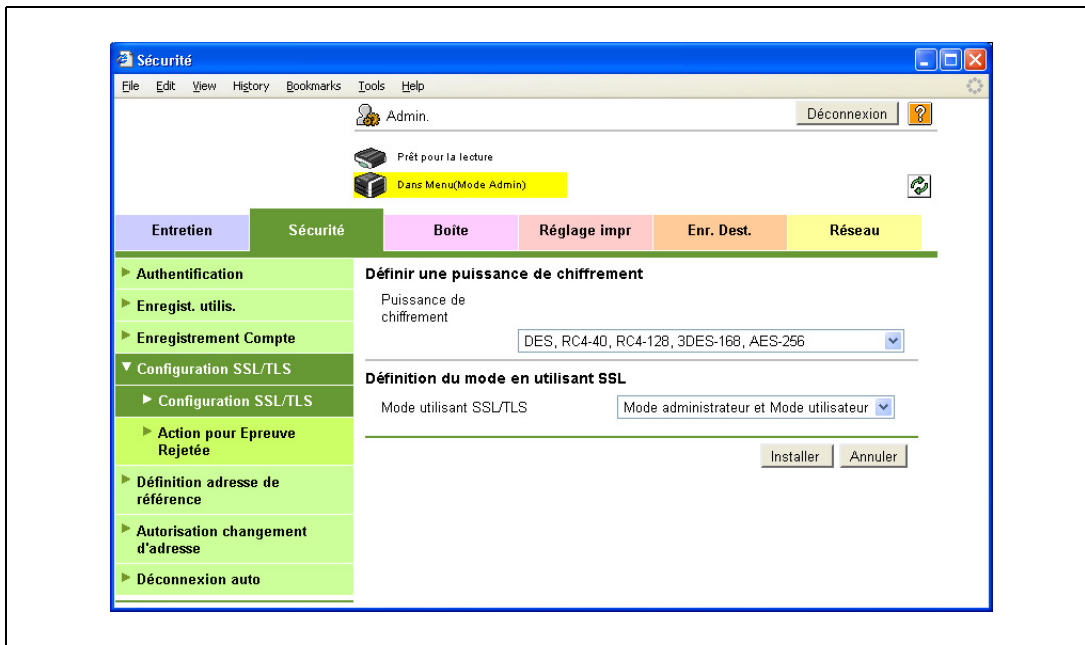 Sécurité
File Edit View History Bookmarks Tools Help
Admin.
Déconnexion
?
Prêt pour la lecture
Dans Menu(Mode Admin)
Entretien
Sécurité
Boîte
Réglage impr
Enr. Dest.
Réseau
Authentification
Enregist. utilis.
Enregistrement Compte
Configuration SSL/TLS
Configuration SSL/TLS
Action pour Epreuve
Rejetée
Définition adresse de
référence
Autorisation changement
d'adresse
Déconnexion auto
Définir une puissance de chiffrement
Puissance de
chiffrement
DES, RC4-40, RC4-128, 3DES-168, AES-256
Définition du mode en utilisant SSL
Mode utilisant SSL/TLS
Mode administrateur et Mode utilisateur
Installer
Annuler